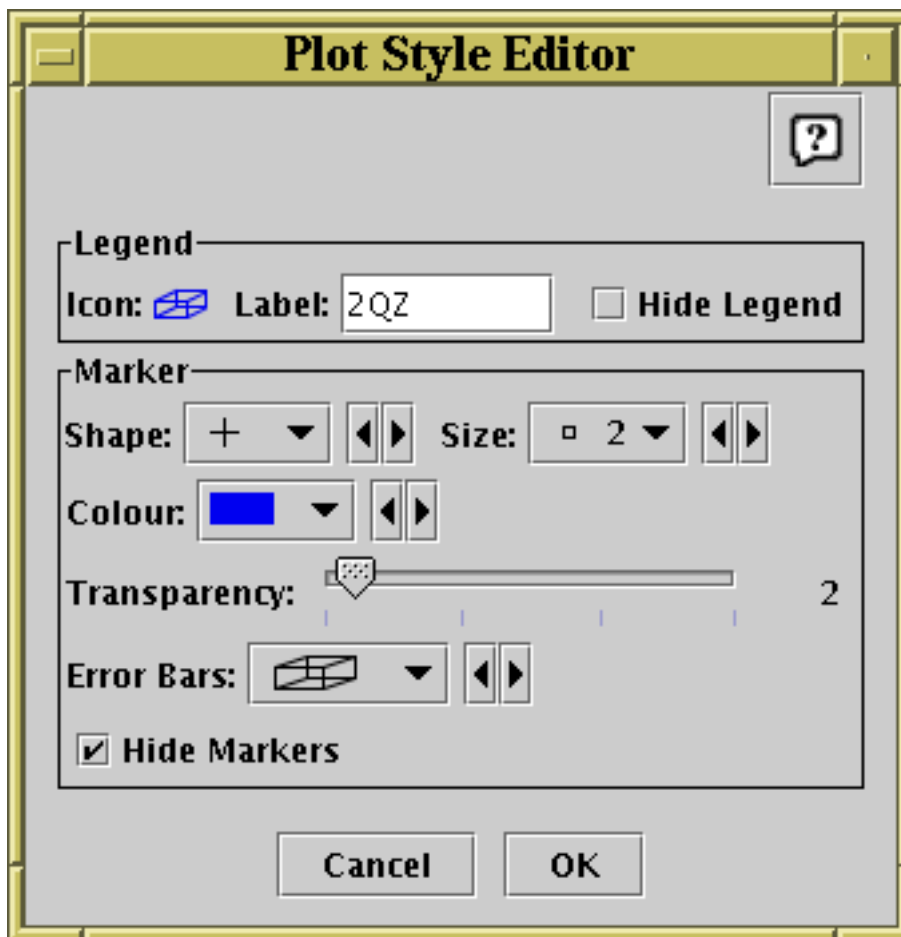 Plot Style Editor
?
Legend
Icon: Label: 2QZ Hide Legend
Marker
Shape: Size: 2
Colour:
Transparency: 2
Error Bars:
Hide Markers
Cancel OK